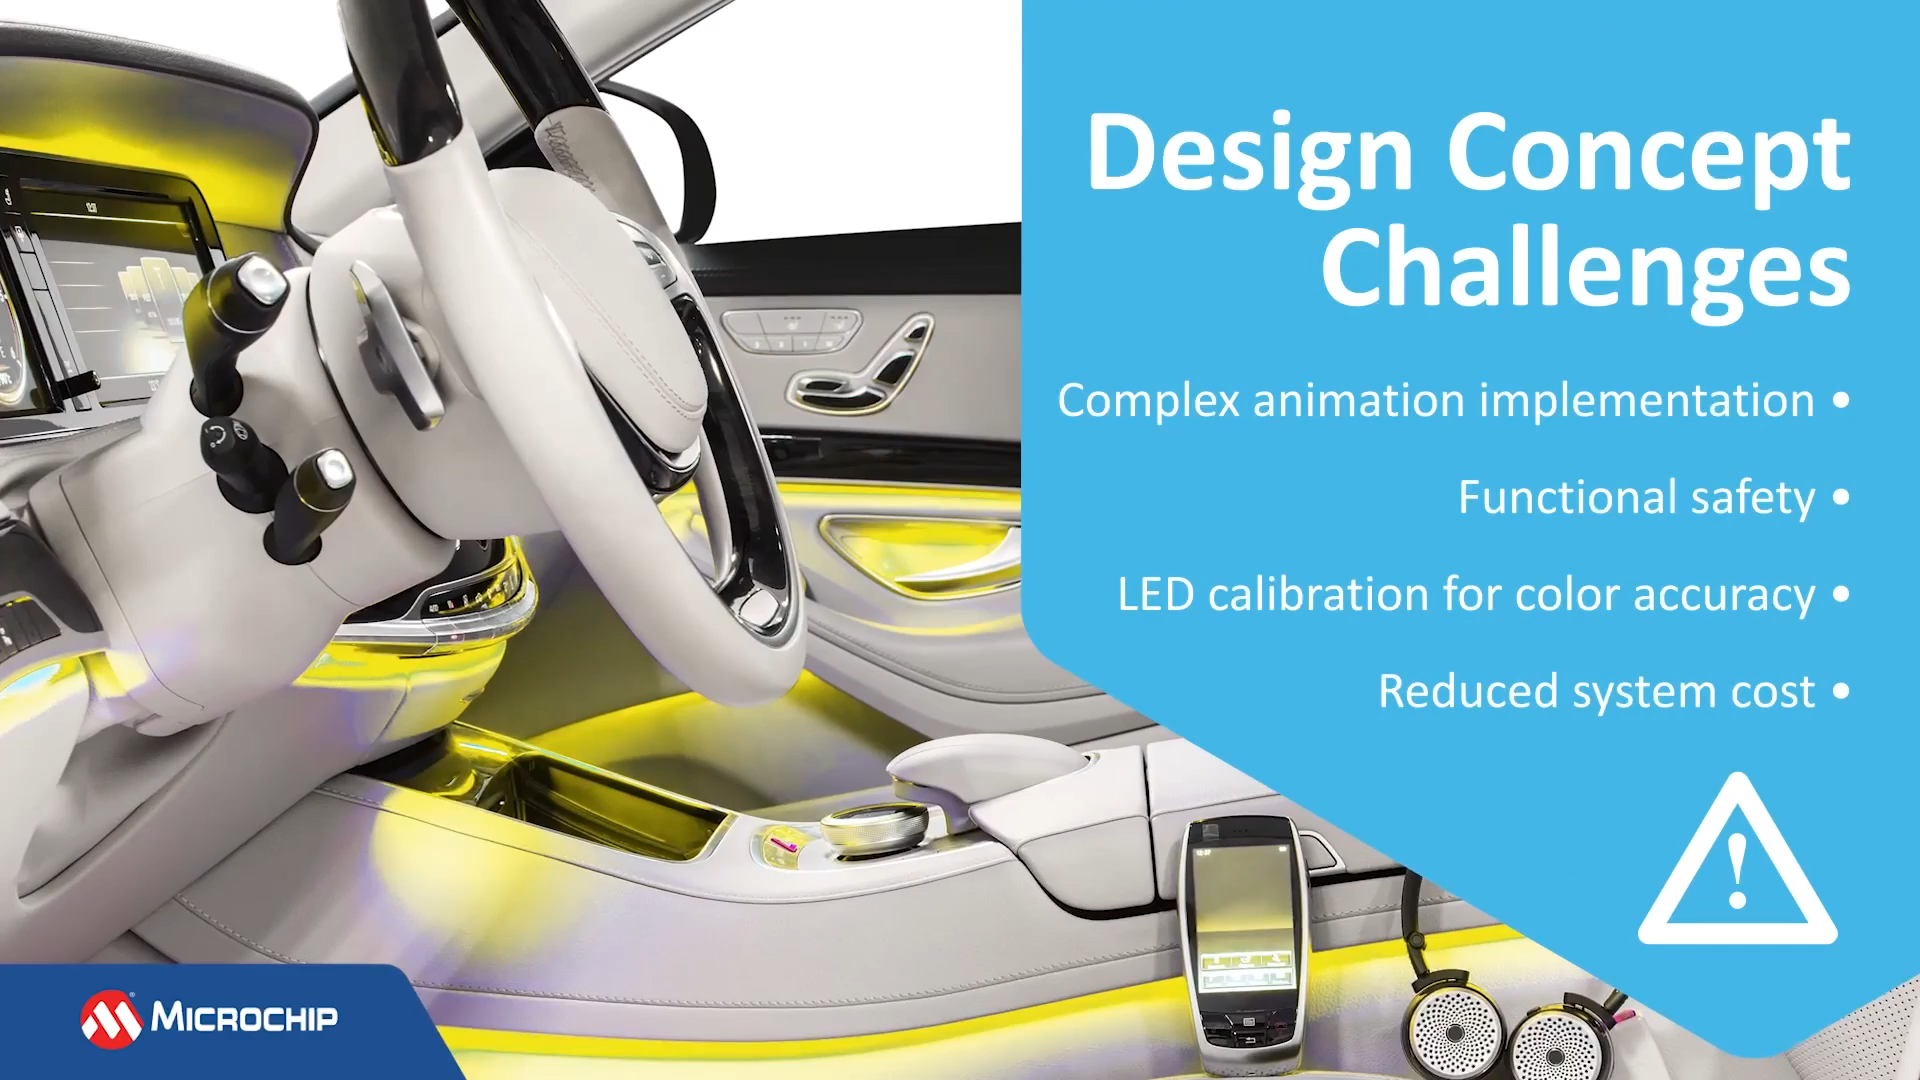 Design Concept
Challenges
Complex animation implementation •
Functional safety •
LED calibration for color accuracy •
Reduced system cost •
!
MICROCHIP